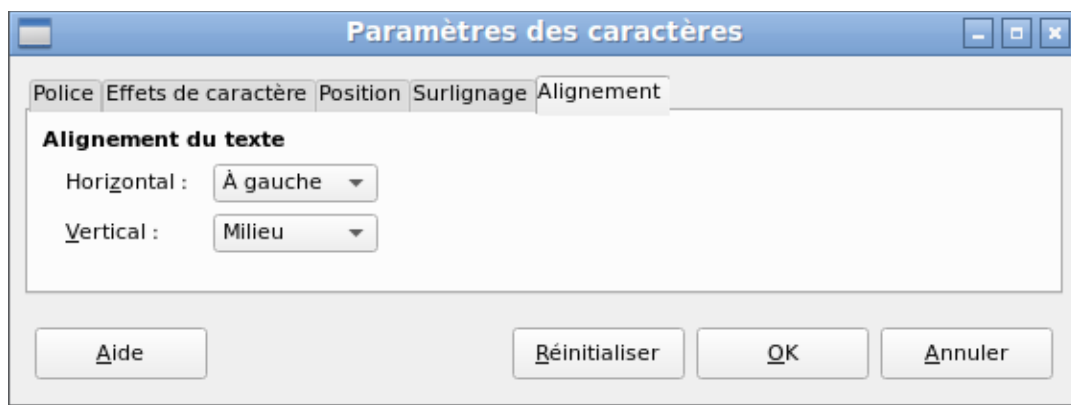 Paramètres des caractères
Police Effets de caractère Position Surlignage Alignement
Alignement du texte
Horizontal : À gauche
Vertical : Milieu
Aide Réinitialiser OK Annuler